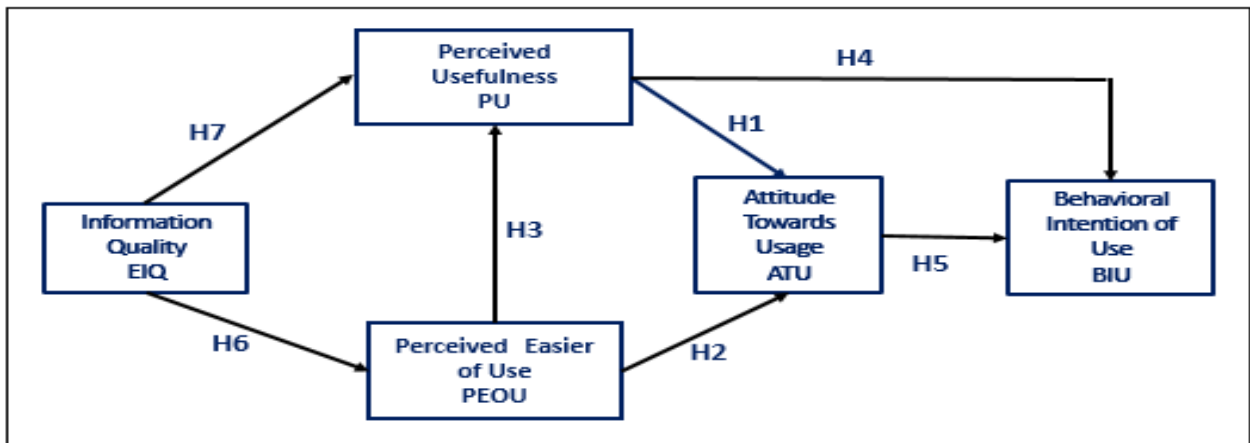 Perceived
Usefulness
PU
H4
H7
H1
Information
Quality
EIQ
H3
Attitude
Towards
Usage
ATU
H5
Behavioral
Intention of
Use
BIU
H6
Perceived Easier
of Use
PEOU
H2